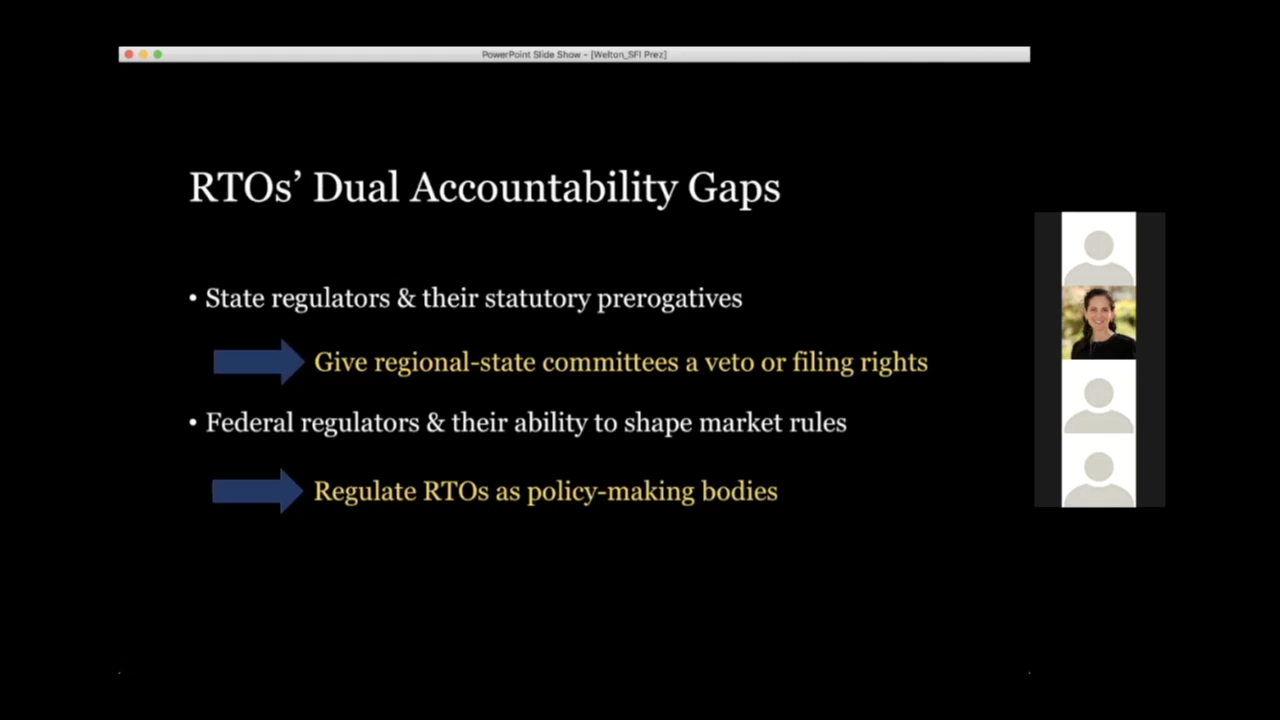 PowerPoint Slide Show - [Welton_SFI Prez]
RTOs’ Dual Accountability Gaps
• State regulators & their statutory prerogatives
Give regional-state committees a veto or filing rights
• Federal regulators & their ability to shape market rules
Regulate RTOs as policy-making bodies